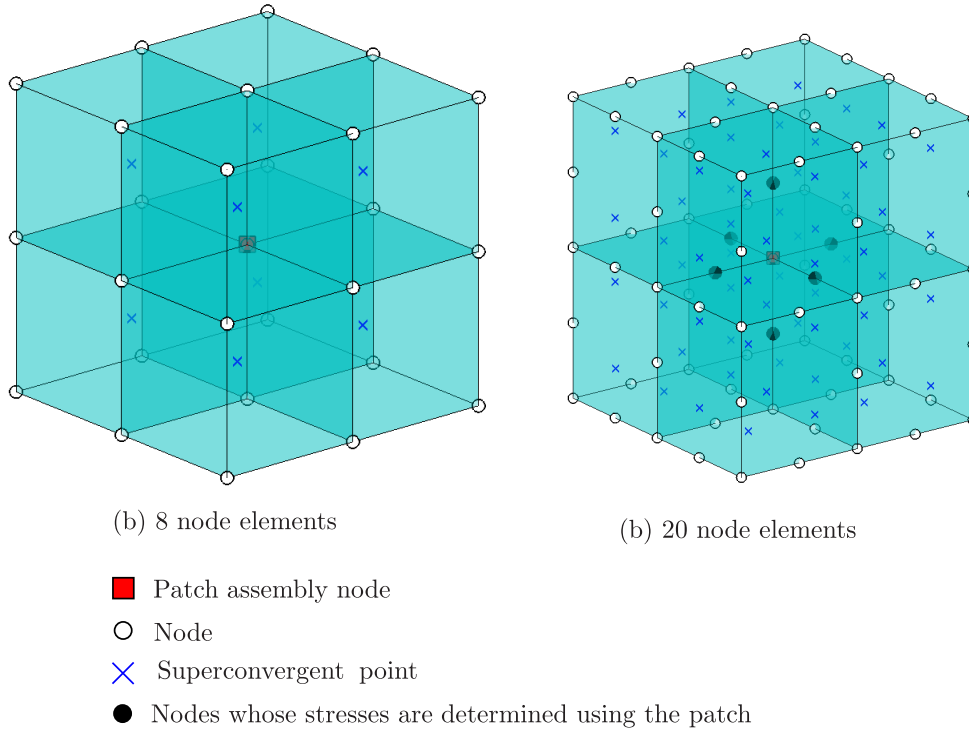 (b) 8 node elements
(b) 20 node elements
Patch assembly node
Node
Superconvergent point
Nodes whose stresses are determined using the patch